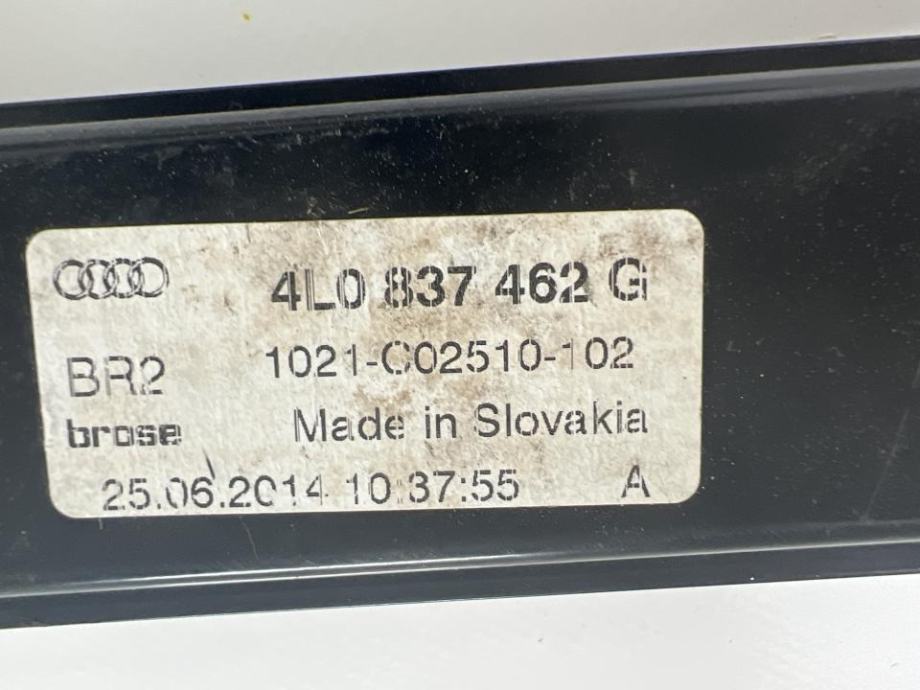 4L0 837 462 G
BR2 1021-C02510-102
brose Made in Slovakia
25.06.2014 10:37:55 A